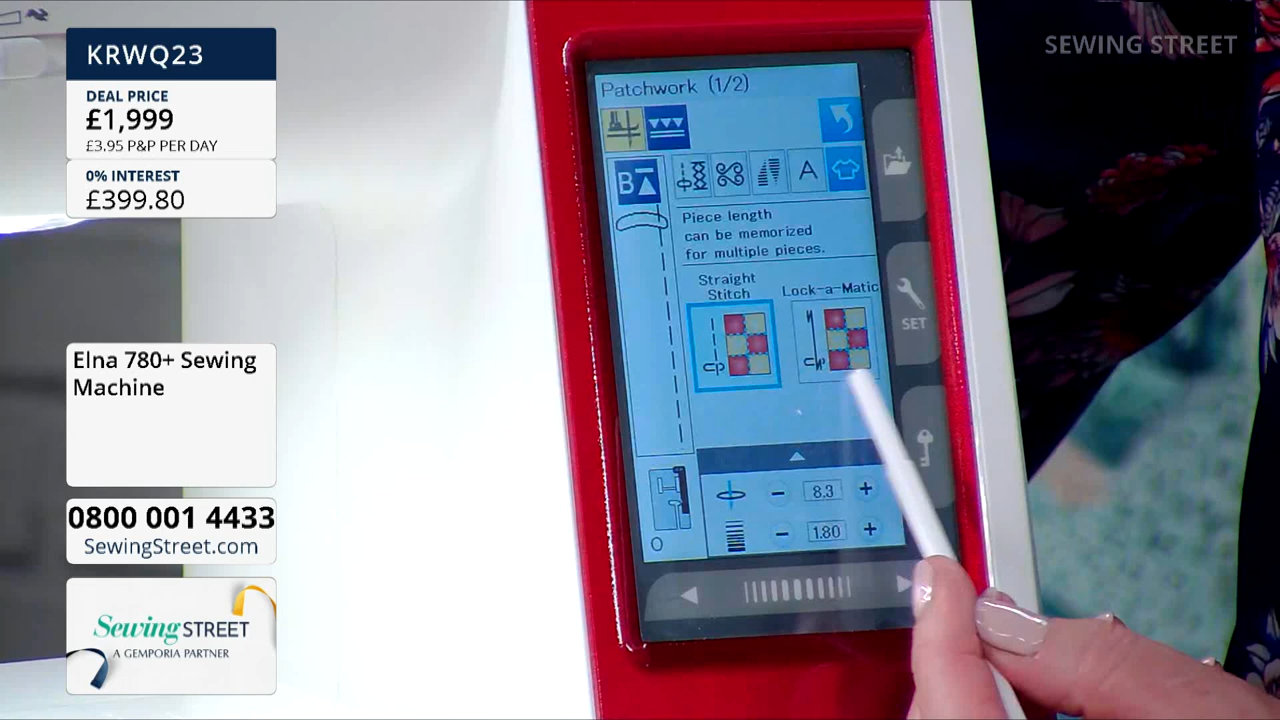 KRWQ23
DEAL PRICE
£1,999
£3.95 P&P PER DAY
0% INTEREST
£399.80
Elna 780+ Sewing
Machine
0800 001 4433
SewingStreet.com
Sewing STREET
A GEMPORIA PARTNER
SEWING STREET
Patchwork (1/2)
B
A
Piece length
can be memorized
for multiple pieces.
Straight
Stitch
Lock-a-Matic
SET
− 8.3 +
− 1.80 +
0